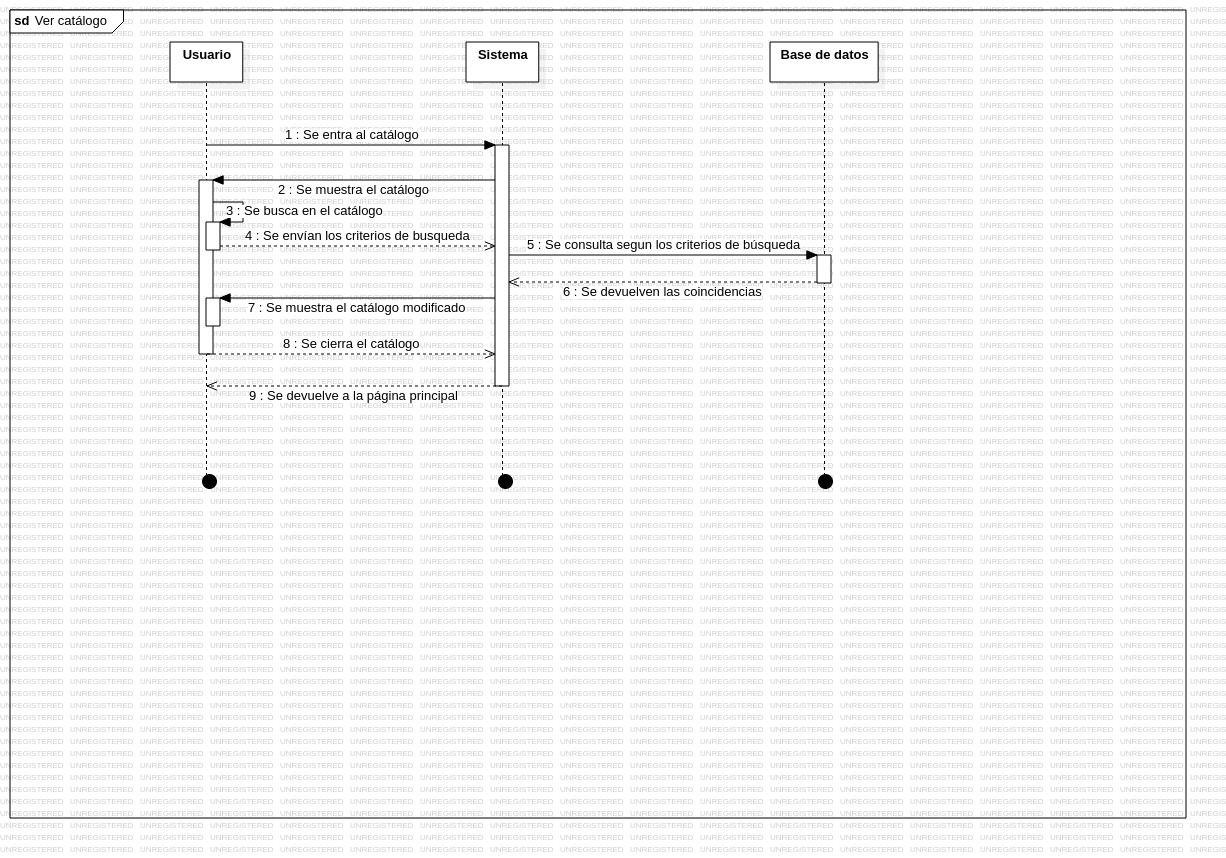 sd Ver catálogo
Usuario
Sistema
Base de datos
1 : Se entra al catálogo
2 : Se muestra el catálogo
3 : Se busca en el catálogo
4 : Se envían los criterios de busqueda
5 : Se consulta segun los criterios de búsqueda
6 : Se devuelven las coincidencias
7 : Se muestra el catálogo modificado
8 : Se cierra el catálogo
9 : Se devuelve a la página principal
UNREGISTERED